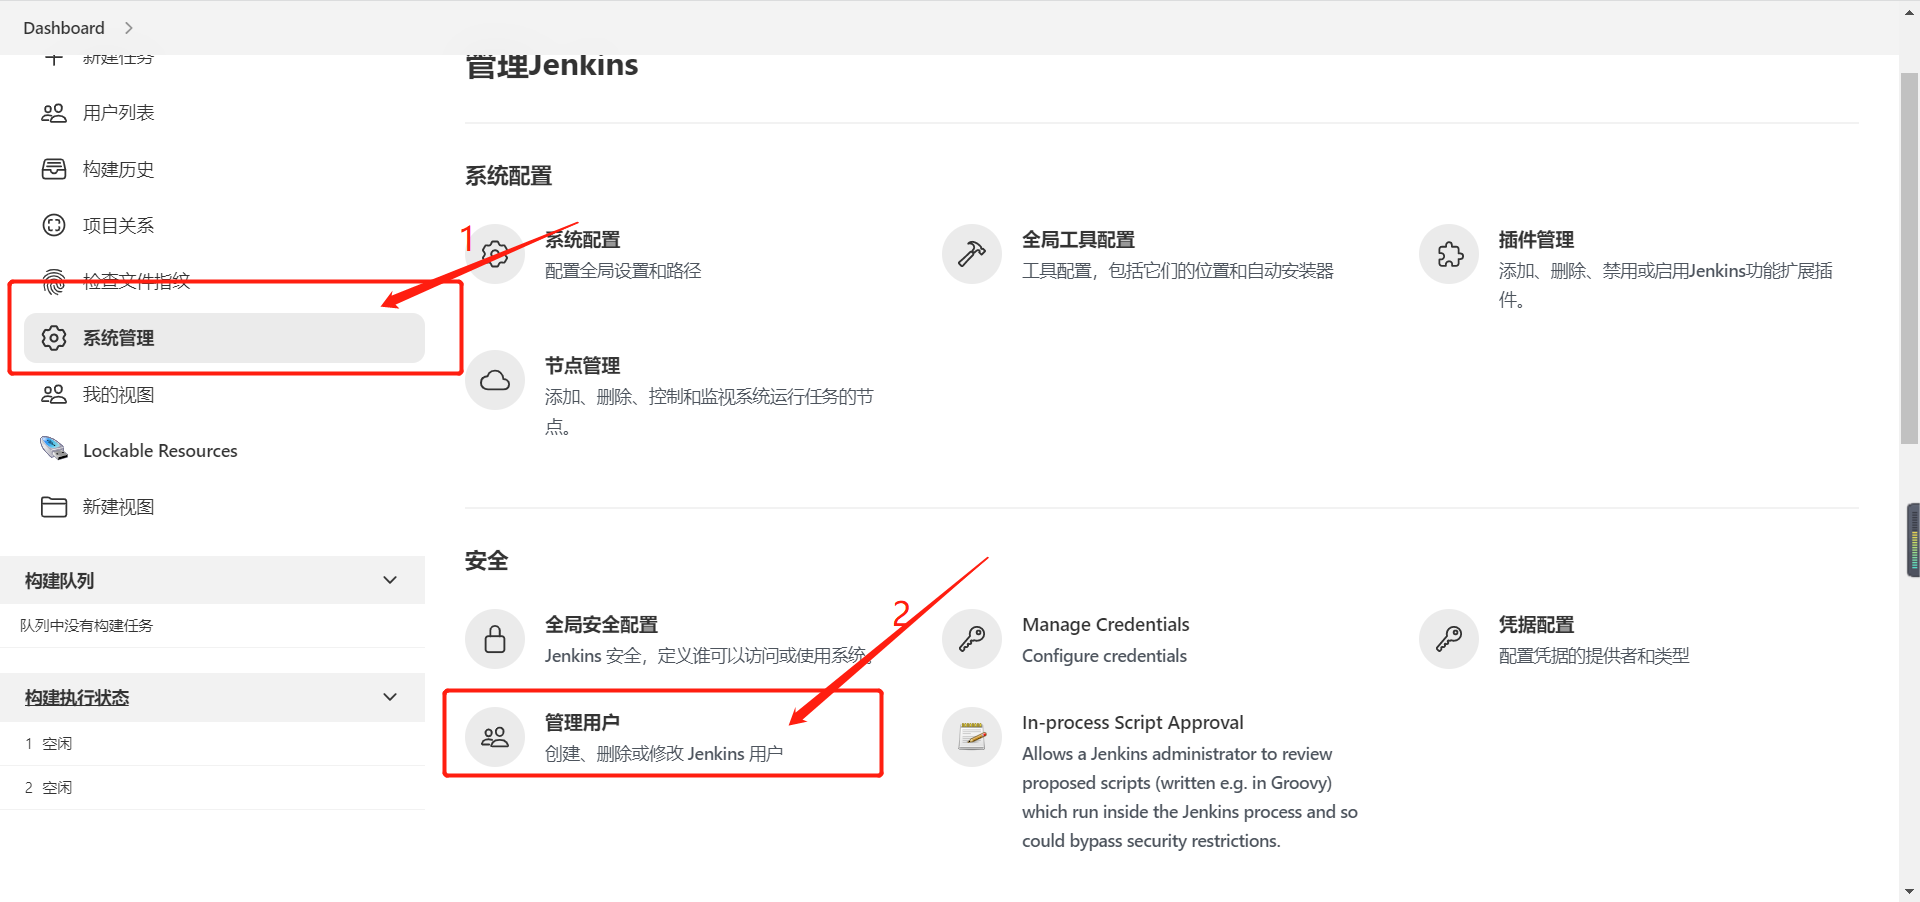 Dashboard
新建任务
用户列表
构建历史
项目关系
检查文件指纹
系统管理
我的视图
Lockable Resources
新建视图
构建队列
队列中没有构建任务
构建执行状态
1 空闲
2 空闲
管理Jenkins
系统配置
1
系统配置
配置全局设置和路径
全局工具配置
工具配置，包括它们的位置和自动安装器
插件管理
添加、删除、禁用或启用Jenkins功能扩展插
件。
节点管理
添加、删除、控制和监视系统运行任务的节
点。
安全
2
全局安全配置
Jenkins 安全，定义谁可以访问或使用系统。
Manage Credentials
Configure credentials
凭据配置
配置凭据的提供者和类型
管理用户
创建、删除或修改 Jenkins 用户
In-process Script Approval
Allows a Jenkins administrator to review
proposed scripts (written e.g. in Groovy)
which run inside the Jenkins process and so
could bypass security restrictions.